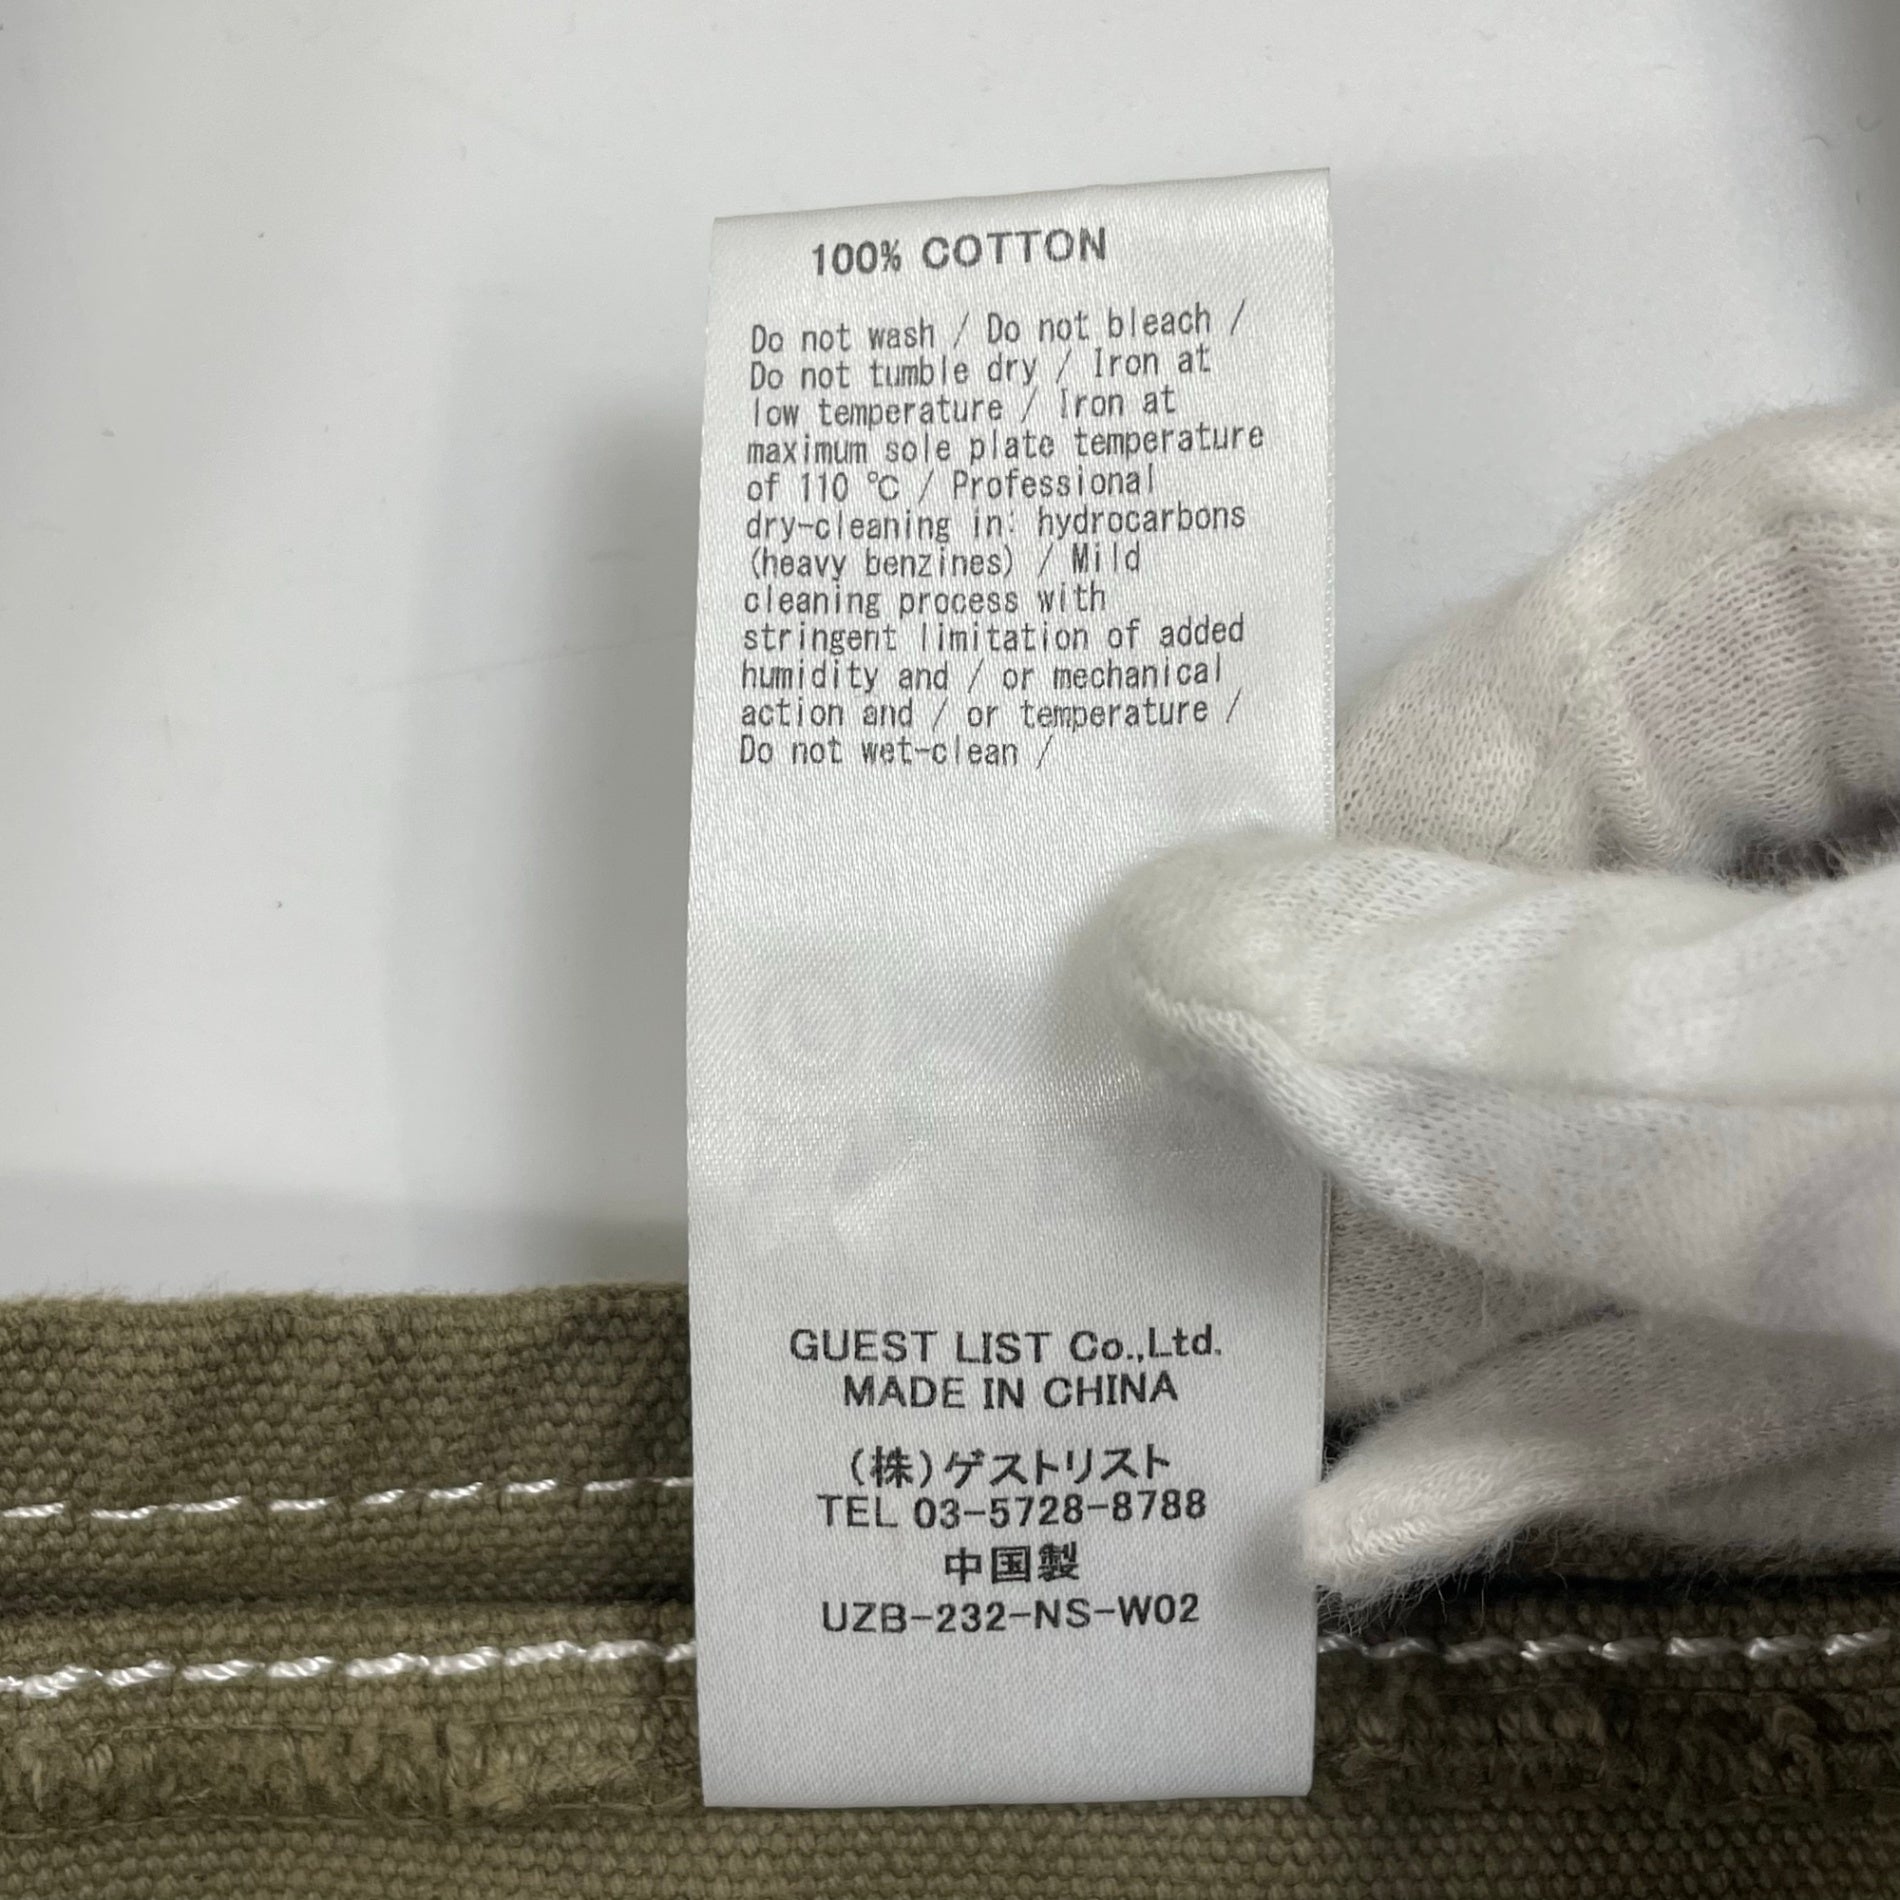 100% COTTON
Do not wash / Do not bleach /
Do not tumble dry / Iron at
low temperature / Iron at
maximum sole plate temperature
of 110 ℃ / Professional
dry-cleaning in: hydrocarbons
(heavy benzines) / Mild
cleaning process with
stringent limitation of added
humidity and / or mechanical
action and / or temperature /
Do not wet-clean /
GUEST LIST Co.,Ltd.
MADE IN CHINA
(株)ゲストリスト
TEL 03-5728-8788
中国製
UZB-232-NS-W02